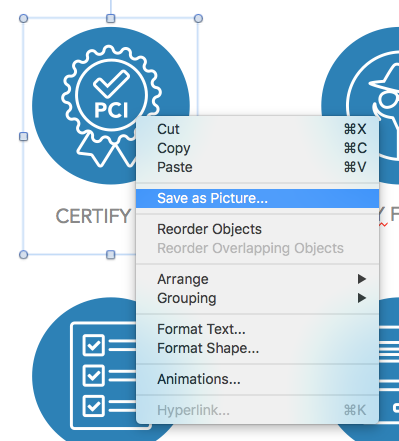 PCI
CERTIFY
Cut ⌘X
Copy ⌘C
Paste ⌘V
Save as Picture...
Y F
Reorder Objects
Reorder Overlapping Objects
Arrange
Grouping
Format Text...
Format Shape...
Animations...
Hyperlink... ⌘K